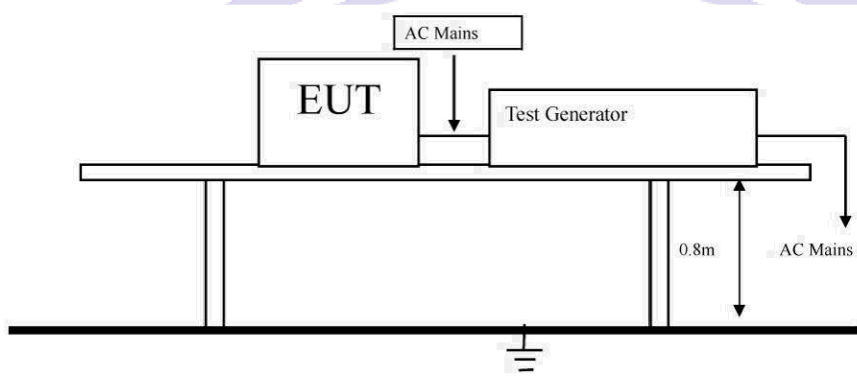 AC Mains
EUT
Test Generator
0.8m
AC Mains